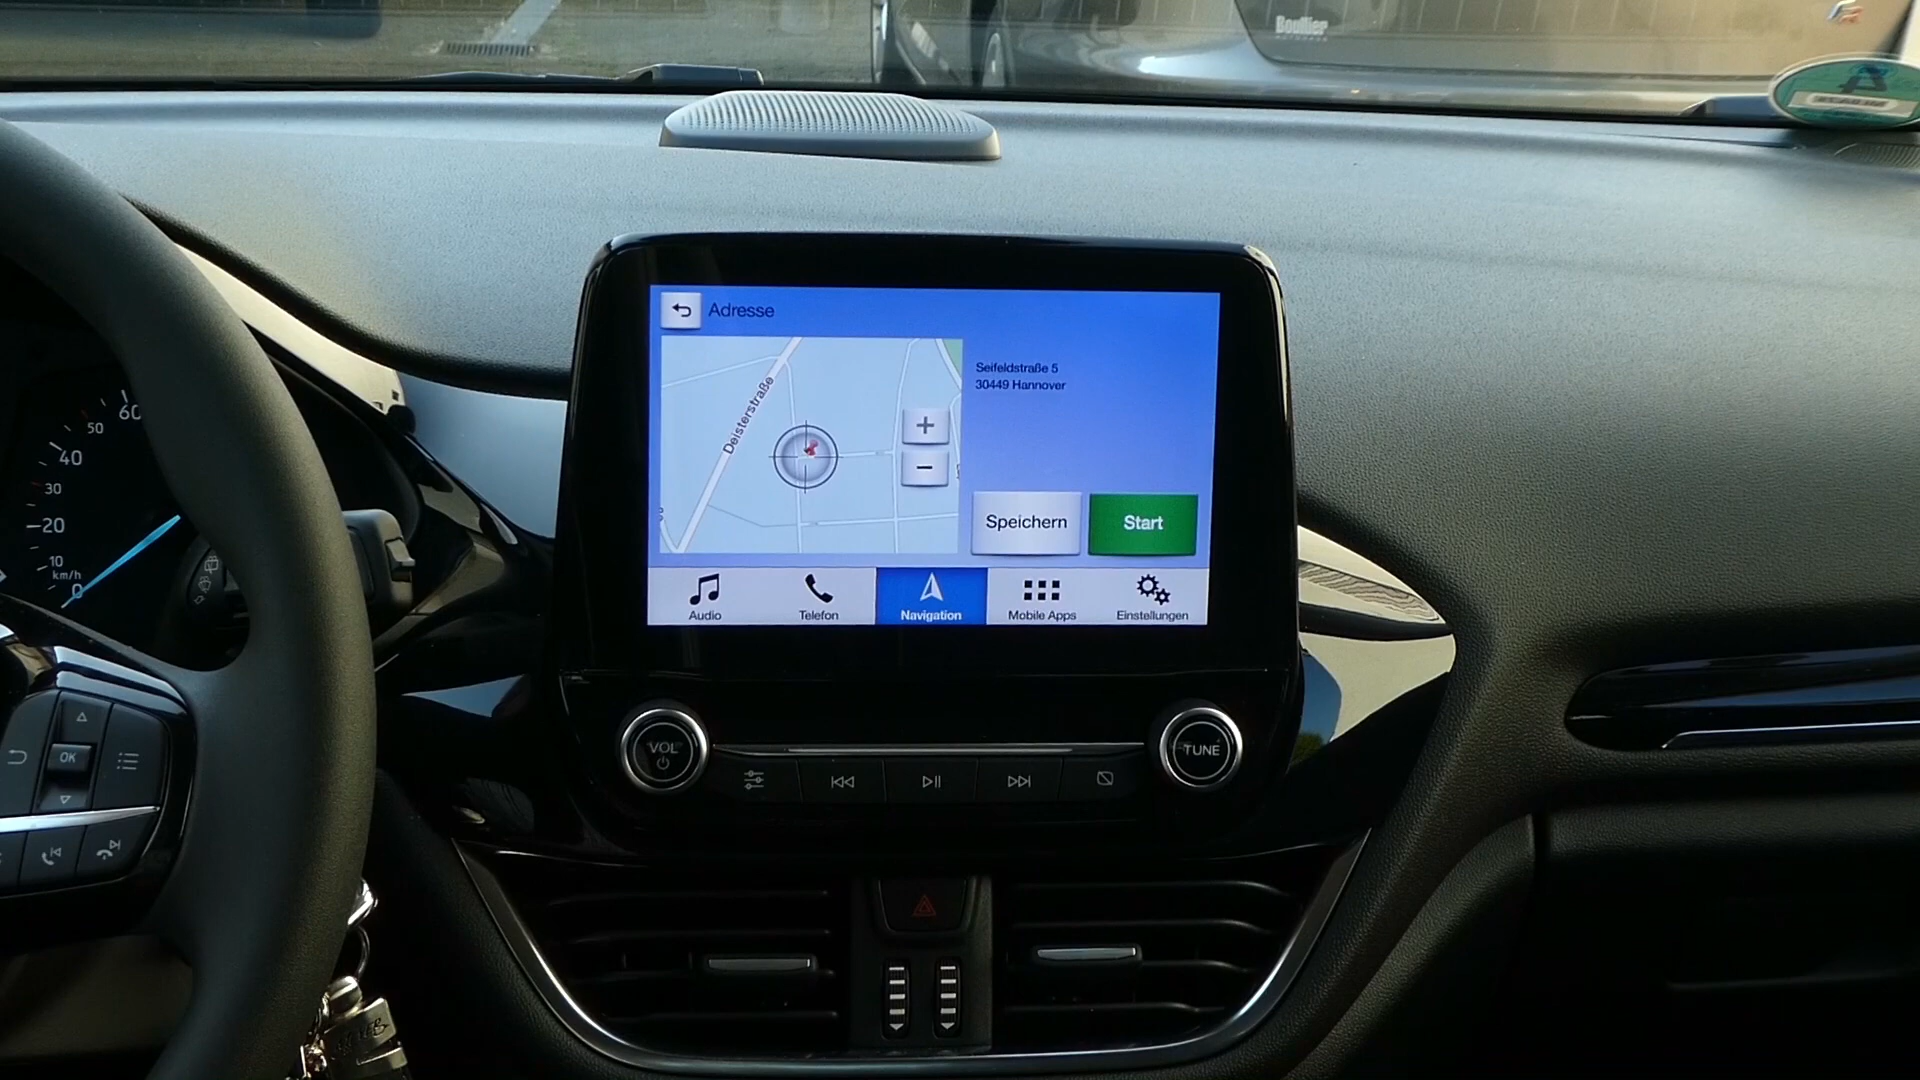 Boullier
Adresse
Seifeldstraße 5
30449 Hannover
Deisterstraße
+
−
Speichern
Start
Audio
Telefon
Navigation
Mobile Apps
Einstellungen
60
50
40
30
20
10
km/h
0
VOL
TUNE
OK